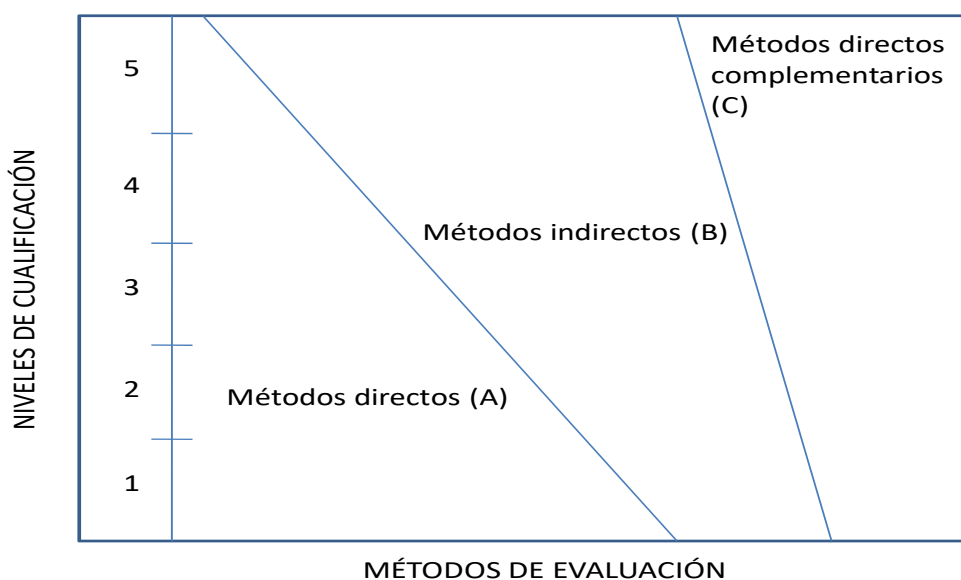 Métodos directos
complementarios
(C)
5
4
Métodos indirectos (B)
3
2
Métodos directos (A)
1
NIVELES DE CUALIFICACIÓN
MÉTODOS DE EVALUACIÓN